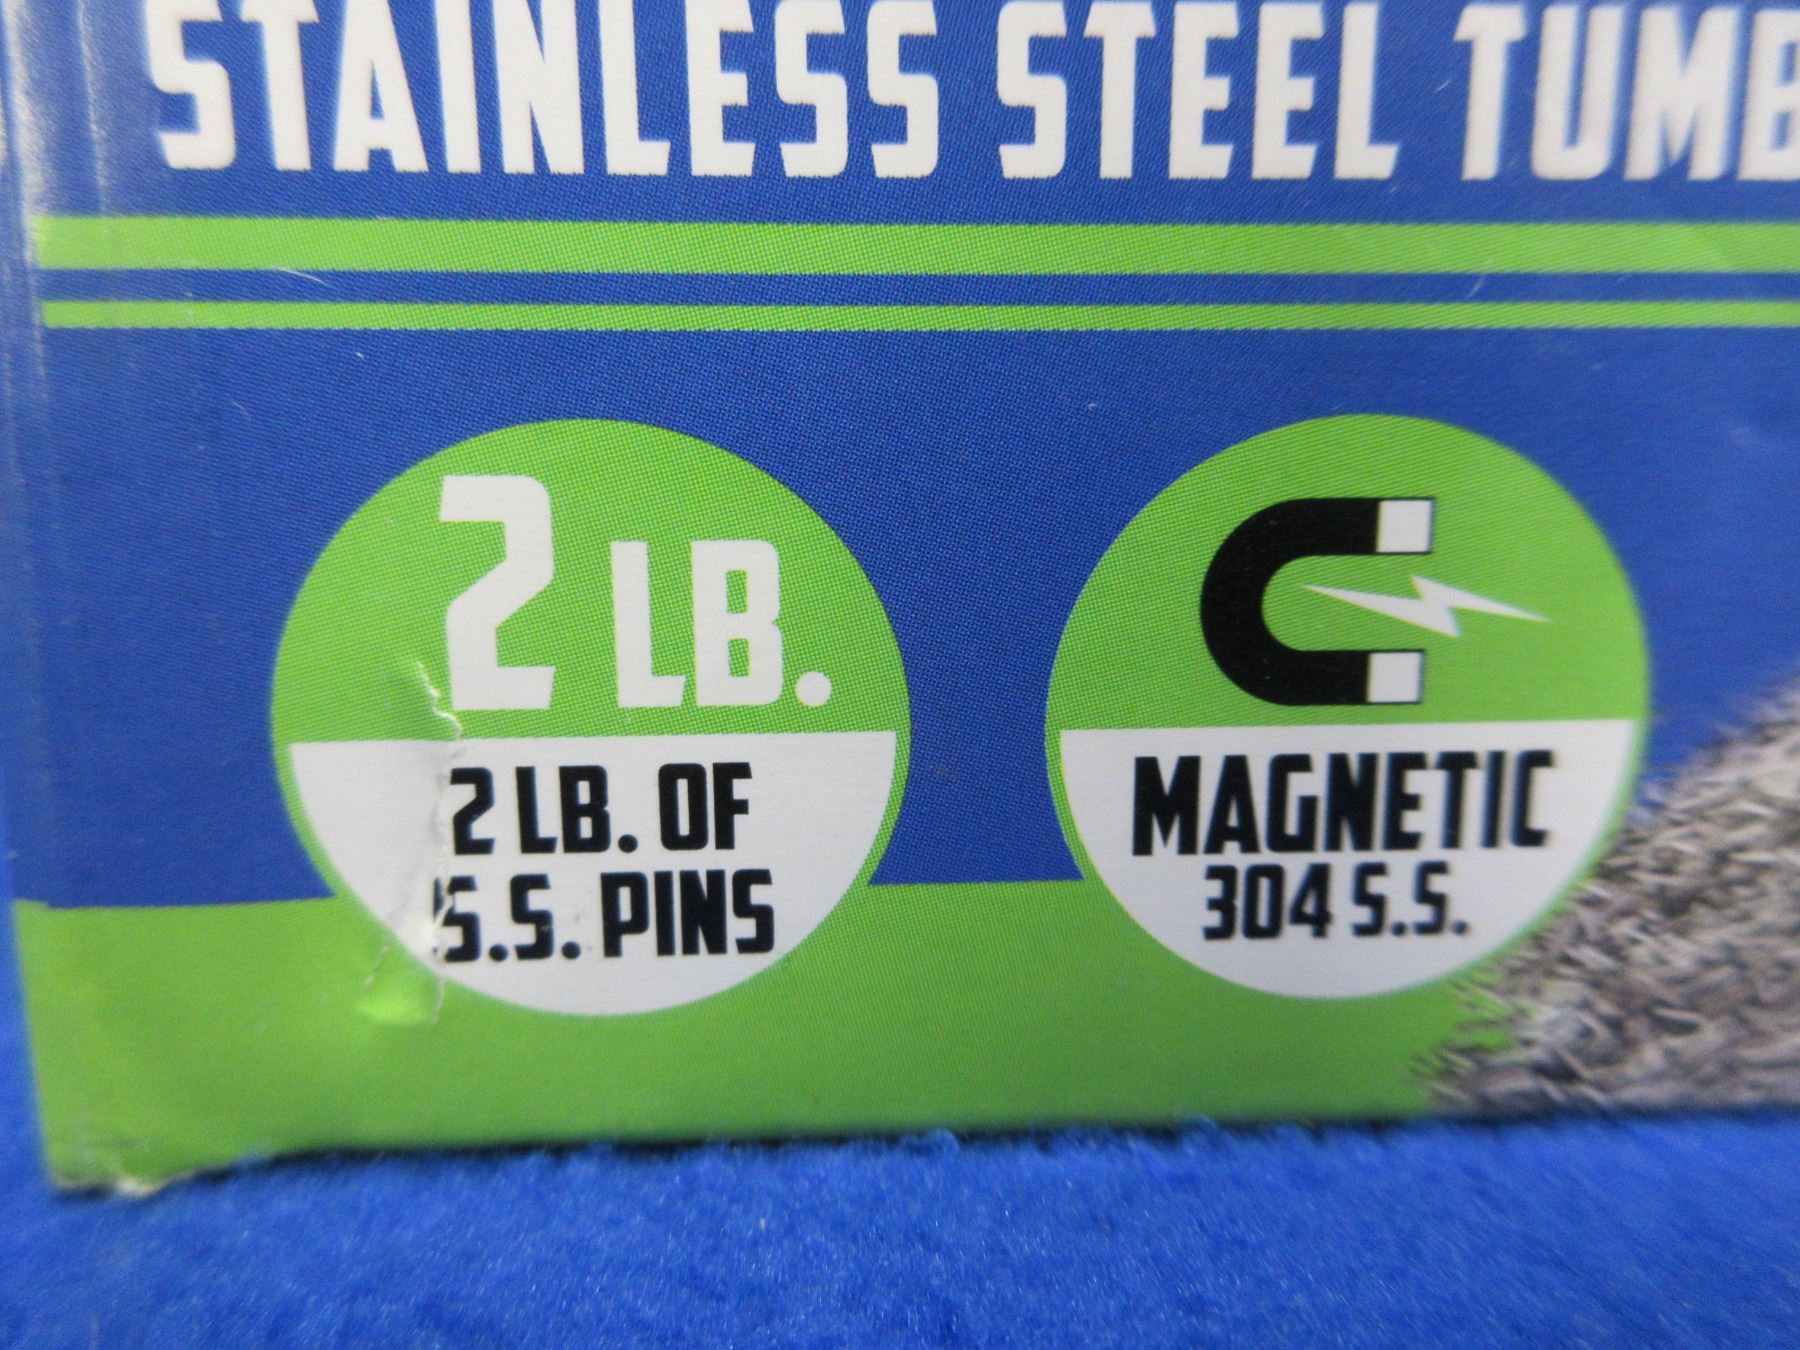 STAINLESS STEEL TUMB
2 LB.
2 LB. OF
S.S. PINS
MAGNETIC
304 S.S.